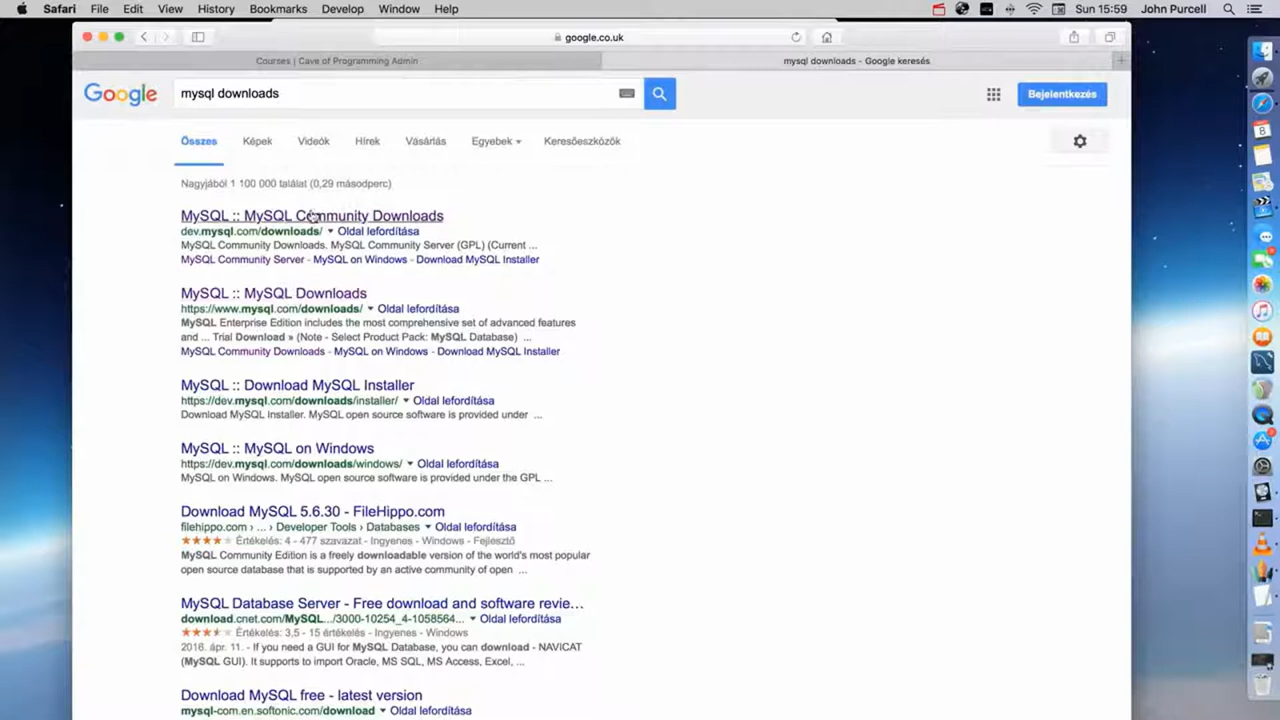 Safari File Edit View History Bookmarks Develop Window Help Sun 15:59 John Purcell
google.co.uk
Courses | Cave of Programming Admin mysql downloads - Google keresés
Google mysql downloads Bejelentkezés
Összes Képek Videók Hírek Vásárlás Egyebek Keresőeszközök
Nagyjából 1 100 000 találat (0,29 másodperc)
MySQL :: MySQL Community Downloads
dev.mysql.com/downloads/ Oldal lefordítása
MySQL Community Downloads. MySQL Community Server (GPL) (Current ...
MySQL Community Server - MySQL on Windows - Download MySQL Installer
MySQL :: MySQL Downloads
https://www.mysql.com/downloads/ Oldal lefordítása
MySQL Enterprise Edition includes the most comprehensive set of advanced features
and ... Trial Download » (Note - Select Product Pack: MySQL Database) ...
MySQL Community Downloads - MySQL on Windows - Download MySQL Installer
MySQL :: Download MySQL Installer
https://dev.mysql.com/downloads/installer/ Oldal lefordítása
Download MySQL Installer. MySQL open source software is provided under ...
MySQL :: MySQL on Windows
https://dev.mysql.com/downloads/windows/ Oldal lefordítása
MySQL on Windows. MySQL open source software is provided under the GPL ...
Download MySQL 5.6.30 - FileHippo.com
filehippo.com › ... › Developer Tools › Databases Oldal lefordítása
Értékelés: 4 - 477 szavazat - Ingyenes - Windows - Fejlesztő
MySQL Community Edition is a freely downloadable version of the world's most popular
open source database that is supported by an active community of open ...
MySQL Database Server - Free download and software revie...
download.cnet.com/MySQL.../3000-10254_4-1058564... Oldal lefordítása
Értékelés: 3,5 - 15 értékelés - Ingyenes - Windows
2016. ápr. 11. - If you need a GUI for MySQL Database, you can download - NAVICAT
(MySQL GUI). It supports to import Oracle, MS SQL, MS Access, Excel, ...
Download MySQL free - latest version
mysql-com.en.softonic.com/download Oldal lefordítása